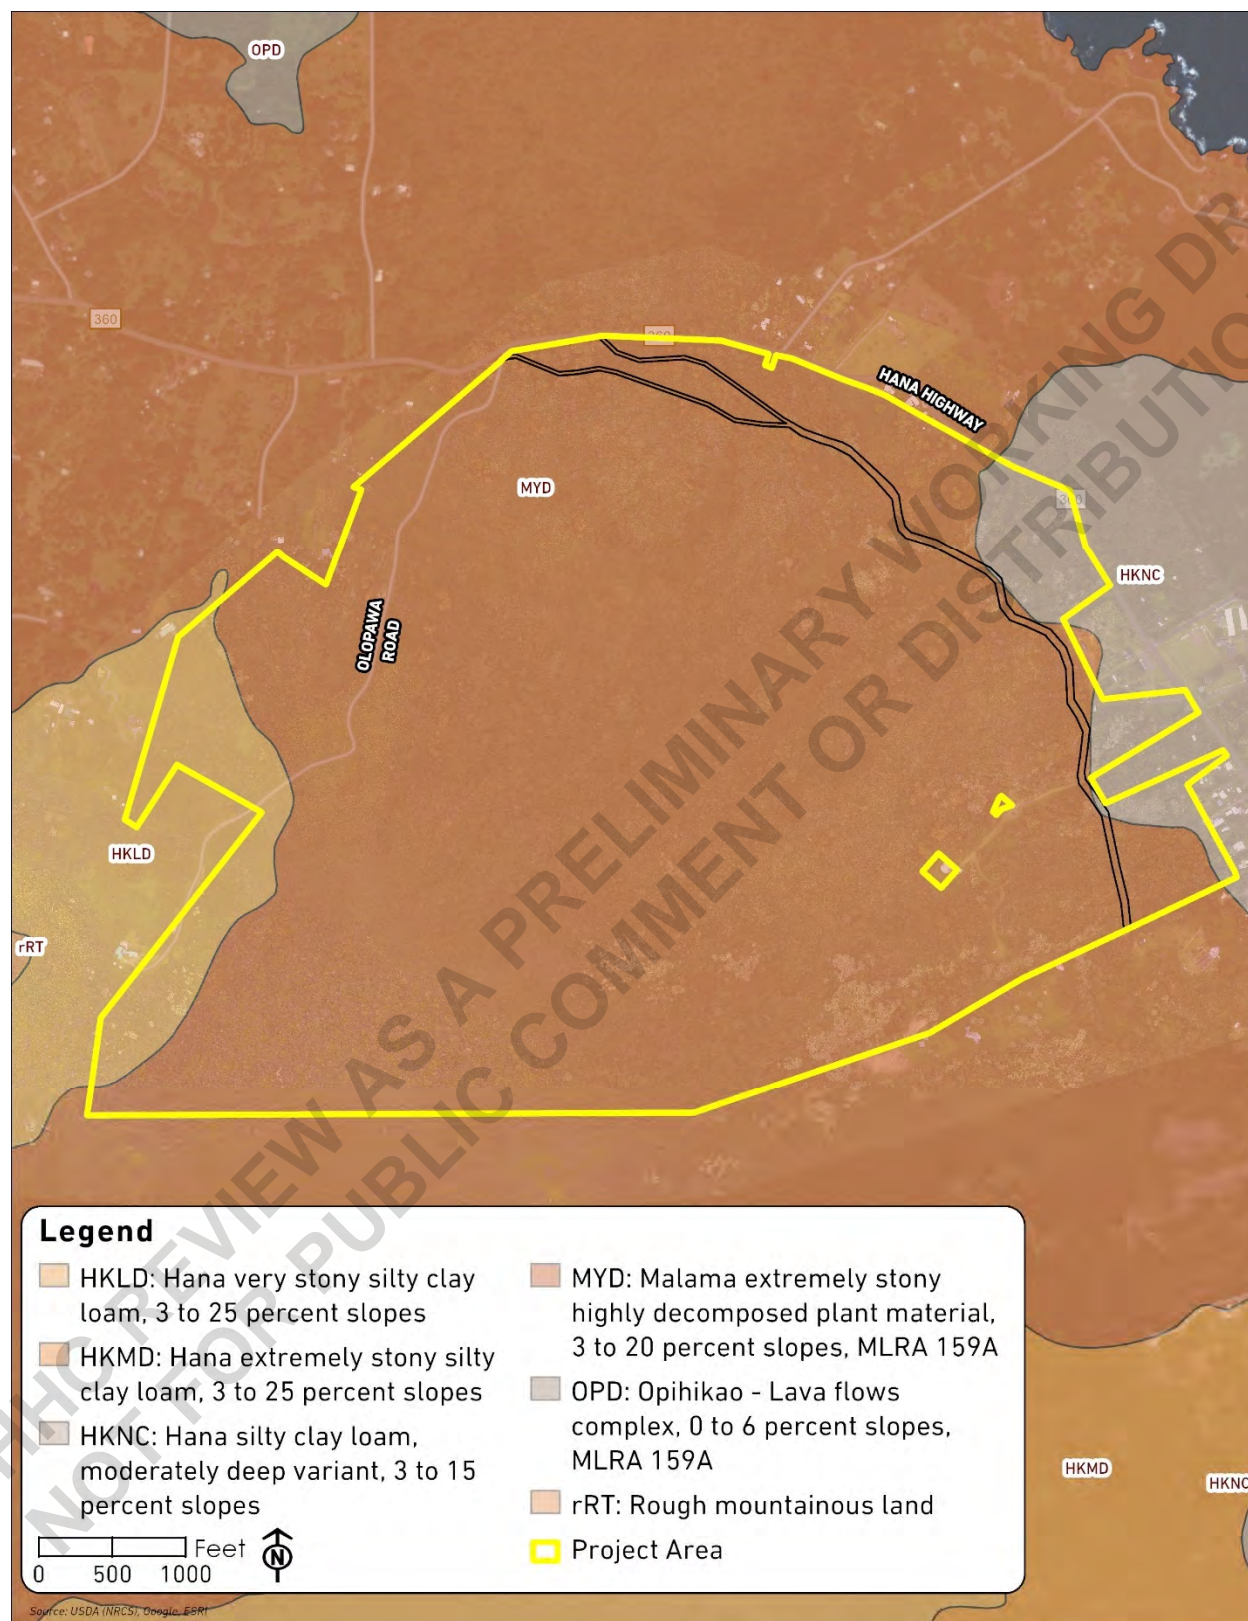 OPD
360
360
HANA HIGHWAY
MYD
360
HKNC
OLOPAWA
ROAD
HKLD
rRT
HHC REVIEW AS A PRELIMINARY WORKING DR
NOT FOR PUBLIC COMMENT OR DISTRIBUTIO
Legend
HKLD: Hana very stony silty clay
loam, 3 to 25 percent slopes
HKMD: Hana extremely stony silty
clay loam, 3 to 25 percent slopes
HKNC: Hana silty clay loam,
moderately deep variant, 3 to 15
percent slopes
MYD: Malama extremely stony
highly decomposed plant material,
3 to 20 percent slopes, MLRA 159A
OPD: Opihikao - Lava flows
complex, 0 to 6 percent slopes,
MLRA 159A
rRT: Rough mountainous land
Project Area
Feet
0 500 1000
N
HKMD
HKNC
Source: USDA (NRCS), Google, ESRI